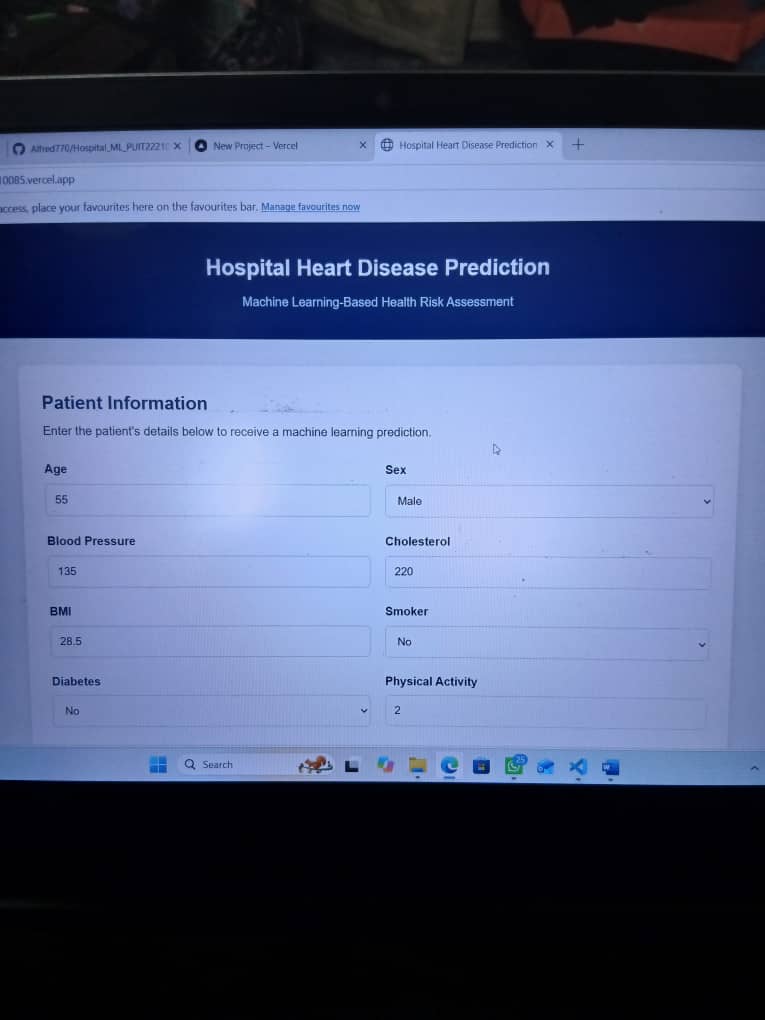 Alfred770/Hospital_ML_PUIT2221
New Project – Vercel
Hospital Heart Disease Prediction
10085.vercel.app
access, place your favourites here on the favourites bar. Manage favourites now
Hospital Heart Disease Prediction
Machine Learning-Based Health Risk Assessment
Patient Information
Enter the patient's details below to receive a machine learning prediction.
Age
Sex
55
Male
Blood Pressure
Cholesterol
135
220
BMI
Smoker
28.5
No
Diabetes
Physical Activity
No
2
Search
25